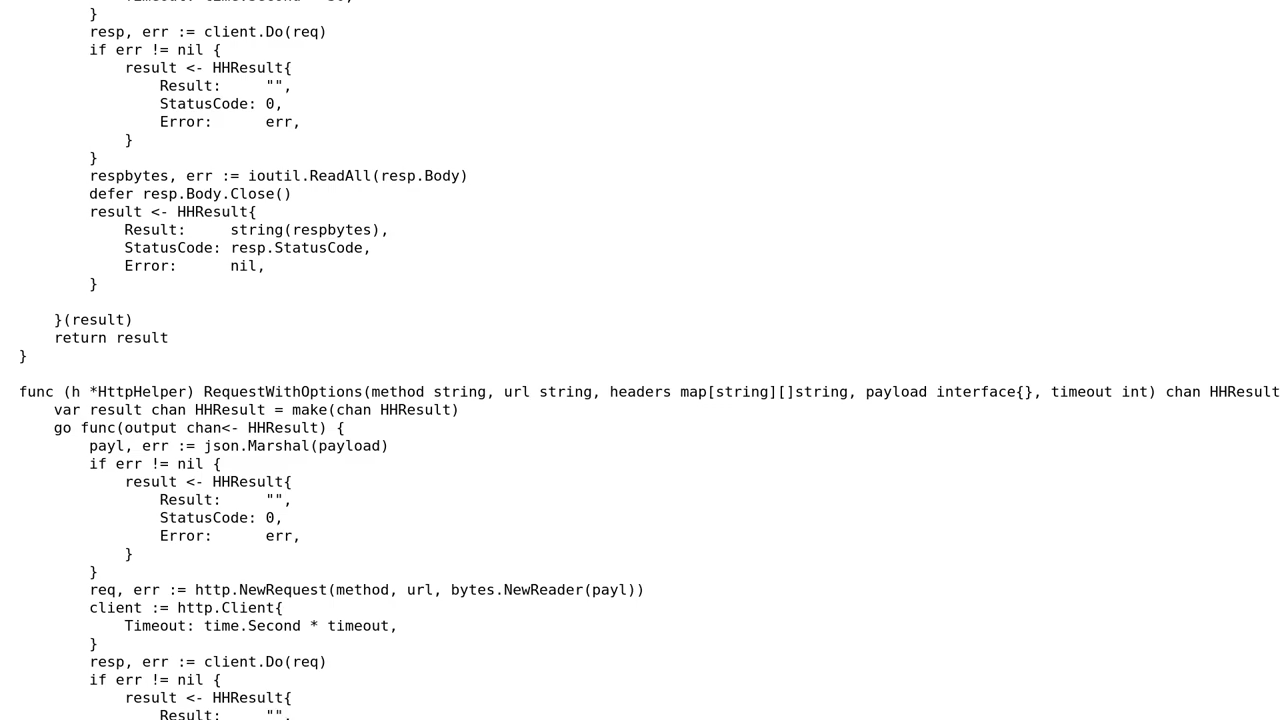 }
        resp, err := client.Do(req)
        if err != nil {
            result <- HHResult{
                Result:     "",
                StatusCode: 0,
                Error:      err,
            }
        }
        respbytes, err := ioutil.ReadAll(resp.Body)
        defer resp.Body.Close()
        result <- HHResult{
            Result:     string(respbytes),
            StatusCode: resp.StatusCode,
            Error:      nil,
        }

    }(result)
    return result
}

func (h *HttpHelper) RequestWithOptions(method string, url string, headers map[string][]string, payload interface{}, timeout int) chan HHResult
    var result chan HHResult = make(chan HHResult)
    go func(output chan<- HHResult) {
        payl, err := json.Marshal(payload)
        if err != nil {
            result <- HHResult{
                Result:     "",
                StatusCode: 0,
                Error:      err,
            }
        }
        req, err := http.NewRequest(method, url, bytes.NewReader(payl))
        client := http.Client{
            Timeout: time.Second * timeout,
        }
        resp, err := client.Do(req)
        if err != nil {
            result <- HHResult{
                Result:     "",